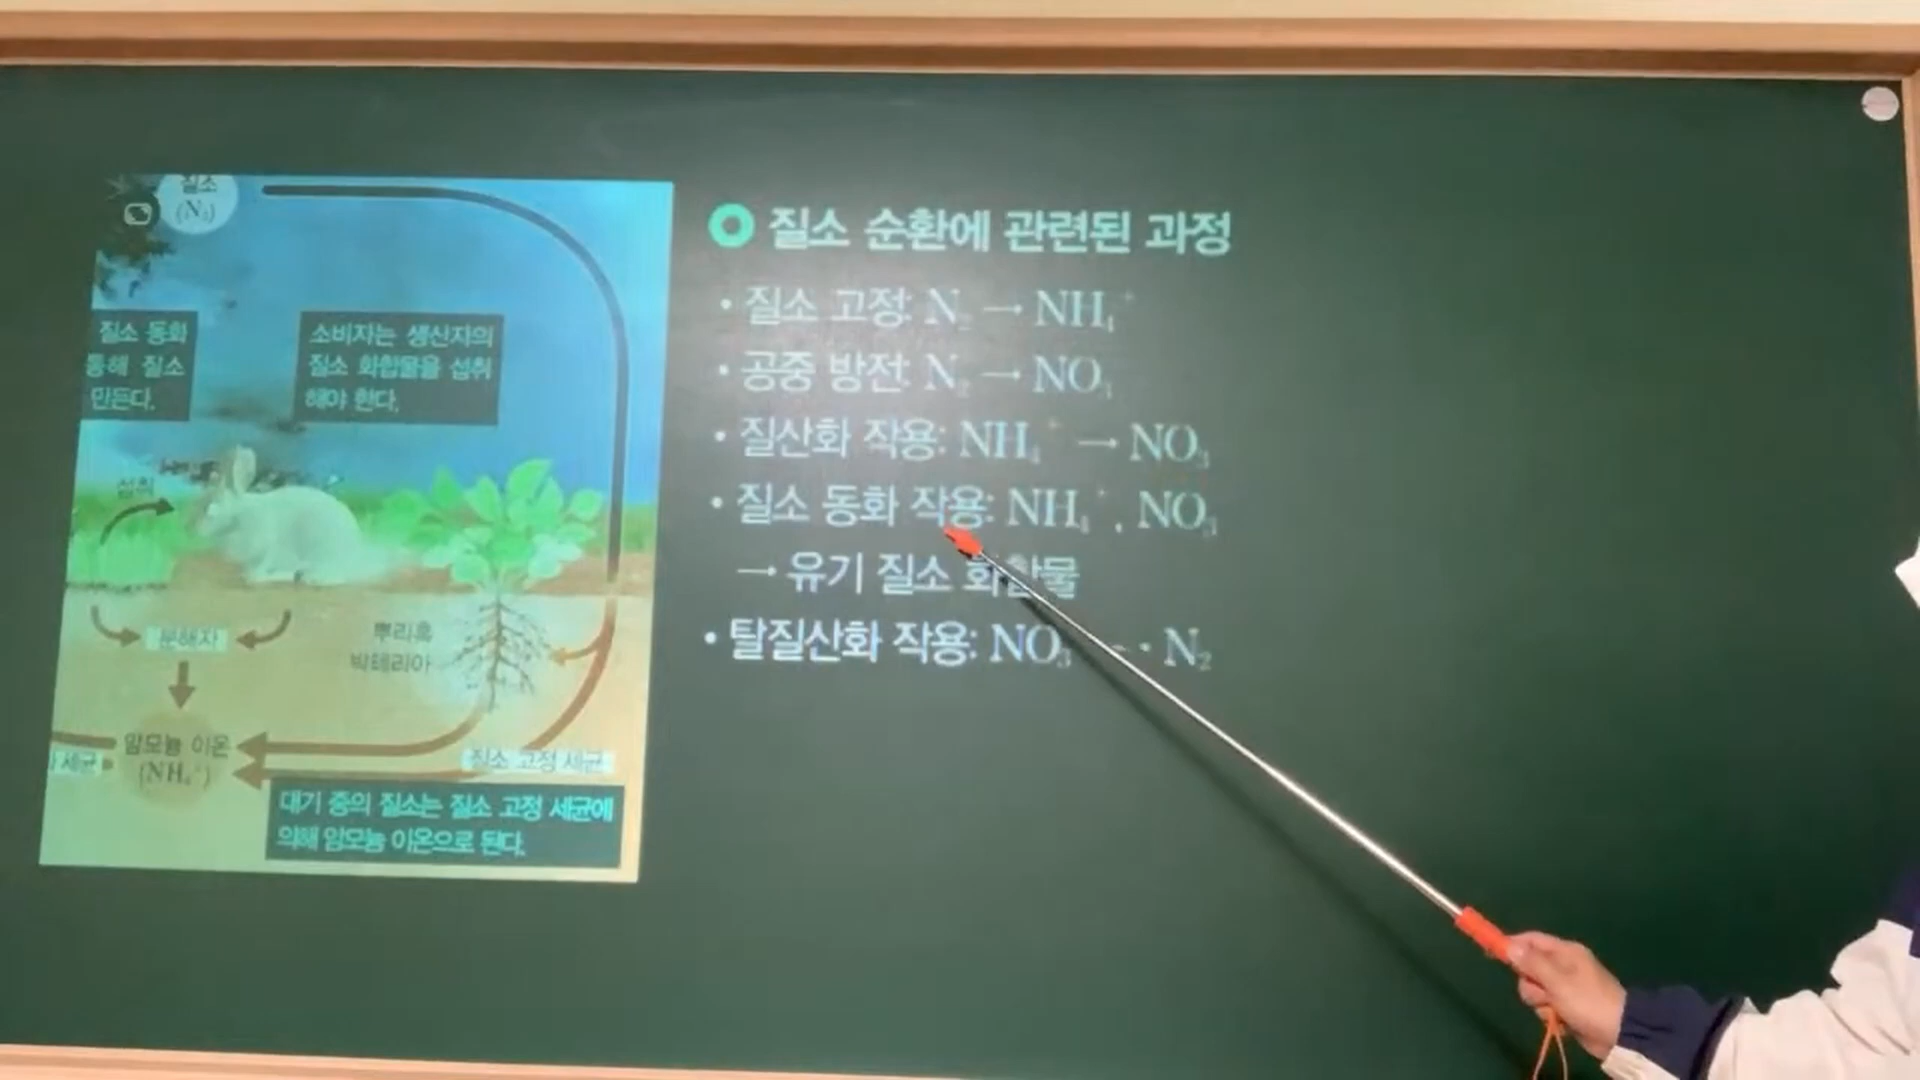 질소
(N₂)
질소 동화
통해 질소
만든다.
소비자는 생산자의
질소 화합물을 섭취
해야 한다.
섭취
분해자
뿌리혹
박테리아
암모늄 이온
(NH₄⁺)
세균
질소 고정 세균
대기 중의 질소는 질소 고정 세균에
의해 암모늄 이온으로 된다.
질소 순환에 관련된 과정
• 질소 고정: N₂ → NH₄⁺
• 공중 방전: N₂ → NO₃
• 질산화 작용: NH₄⁺ → NO₃
• 질소 동화 작용: NH₄⁺, NO₃
→ 유기 질소 화합물
• 탈질산화 작용: NO₃ → N₂